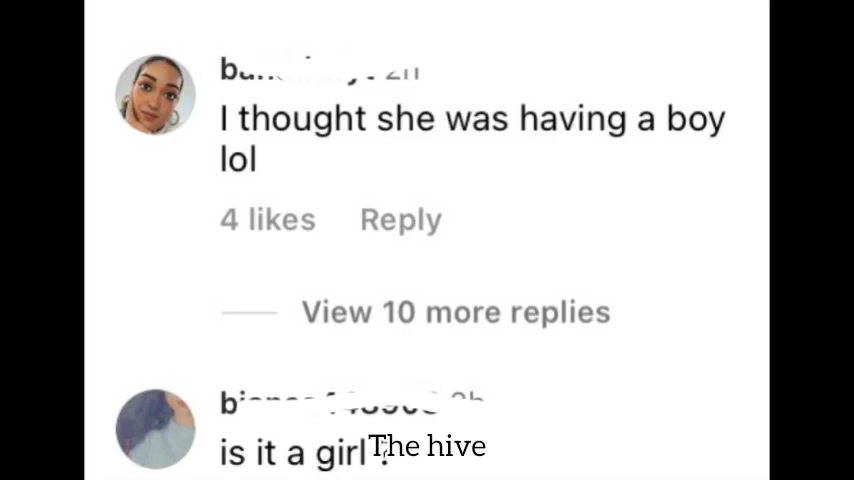 I thought she was having a boy
lol
4 likes Reply
View 10 more replies
is it a girl ?
The hive